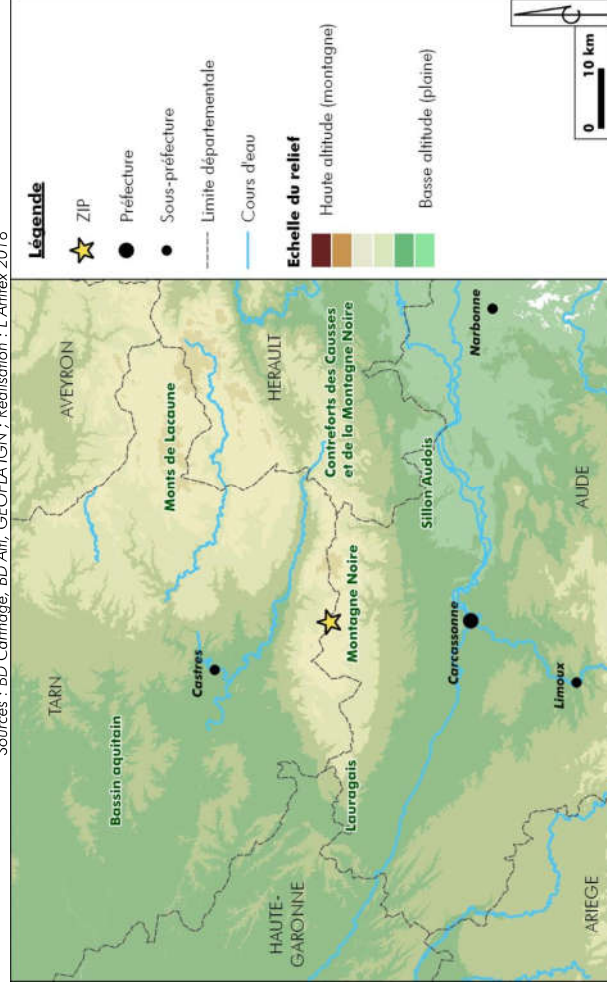 Sources : BD Carthage, BD Alti, GEOFLA IGN ; Réalisation : L'Artifex 2016
AVEYRON
TARN
Monts de Lacaune
Bassin aquitain
HERAULT
Castres
Contreforts des Causses
et de la Montagne Noire
Montagne Noire
Lauragais
HAUTE-
GARONNE
Sillon Audois
Narbonne
Carcassonne
AUDE
Limoux
ARIEGE
Légende
ZIP
Préfecture
Sous-préfecture
Limite départementale
Cours d'eau
Echelle du relief
Haute altitude (montagne)
Basse altitude (plaine)
0 10 km